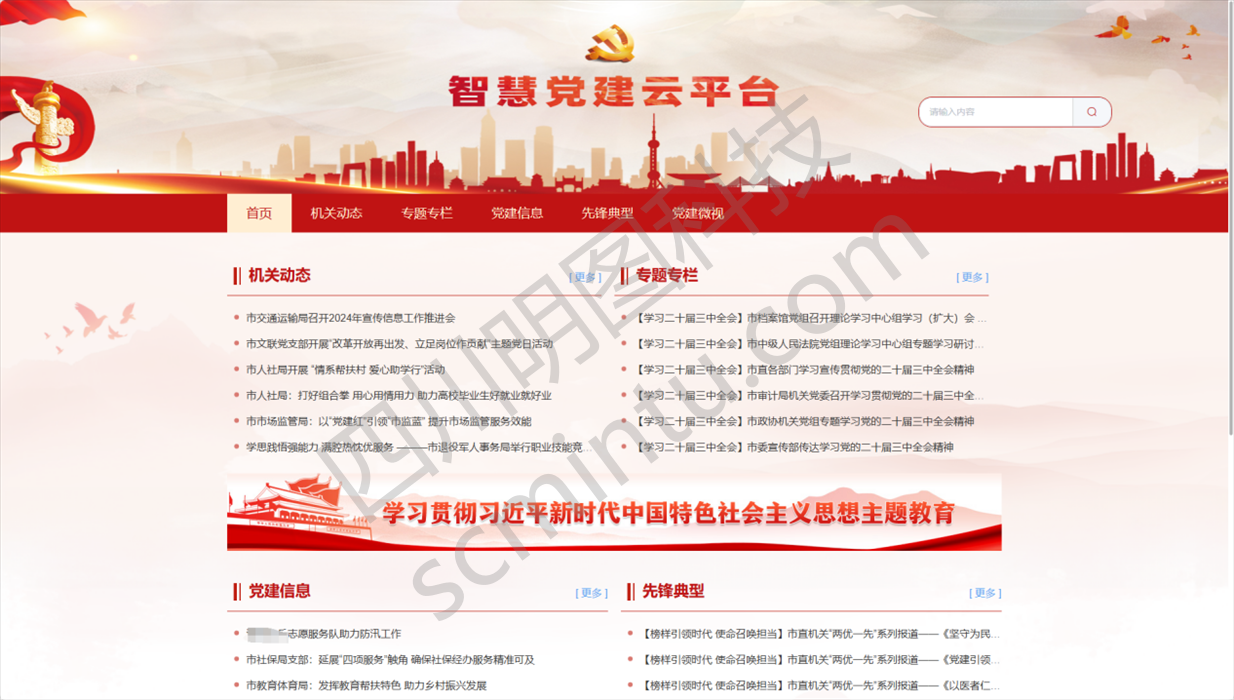 智慧党建云平台
请输入内容
首页 机关动态 专题专栏 党建信息 先锋典型 党建微视
机关动态 [ 更多 ]
市交通运输局召开2024年宣传信息工作推进会
市文联党支部开展“改革开放再出发、立足岗位作贡献”主题党日活动
市人社局开展 “情系帮扶村 爱心助学行”活动
市人社局：打好组合拳 用心用情用力 助力高校毕业生好就业就好业
市市场监管局：以“党建红”引领“市监蓝” 提升市场监管服务效能
学思践悟强能力 满腔热忱优服务 ———市退役军人事务局举行职业技能竞...
专题专栏 [ 更多 ]
【学习二十届三中全会】市档案馆党组召开理论学习中心组学习（扩大）会 ...
【学习二十届三中全会】市中级人民法院党组理论学习中心组专题学习研讨...
【学习二十届三中全会】市直各部门学习宣传贯彻党的二十届三中全会精神
【学习二十届三中全会】市审计局机关党委召开学习贯彻党的二十届三中全...
【学习二十届三中全会】市政协机关党组专题学习党的二十届三中全会精神
【学习二十届三中全会】市委宣传部传达学习党的二十届三中全会精神
学习贯彻习近平新时代中国特色社会主义思想主题教育
党建信息 [ 更多 ]
志愿服务队助力防汛工作
市社保局支部：延展“四项服务”触角 确保社保经办服务精准可及
市教育体育局：发挥教育帮扶特色 助力乡村振兴发展
先锋典型 [ 更多 ]
【榜样引领时代 使命召唤担当】市直机关“两优一先”系列报道——《坚守为民...
【榜样引领时代 使命召唤担当】市直机关“两优一先”系列报道——《党建引领...
【榜样引领时代 使命召唤担当】市直机关“两优一先”系列报道——《以医者仁...
四川明图科技
scmintu.com